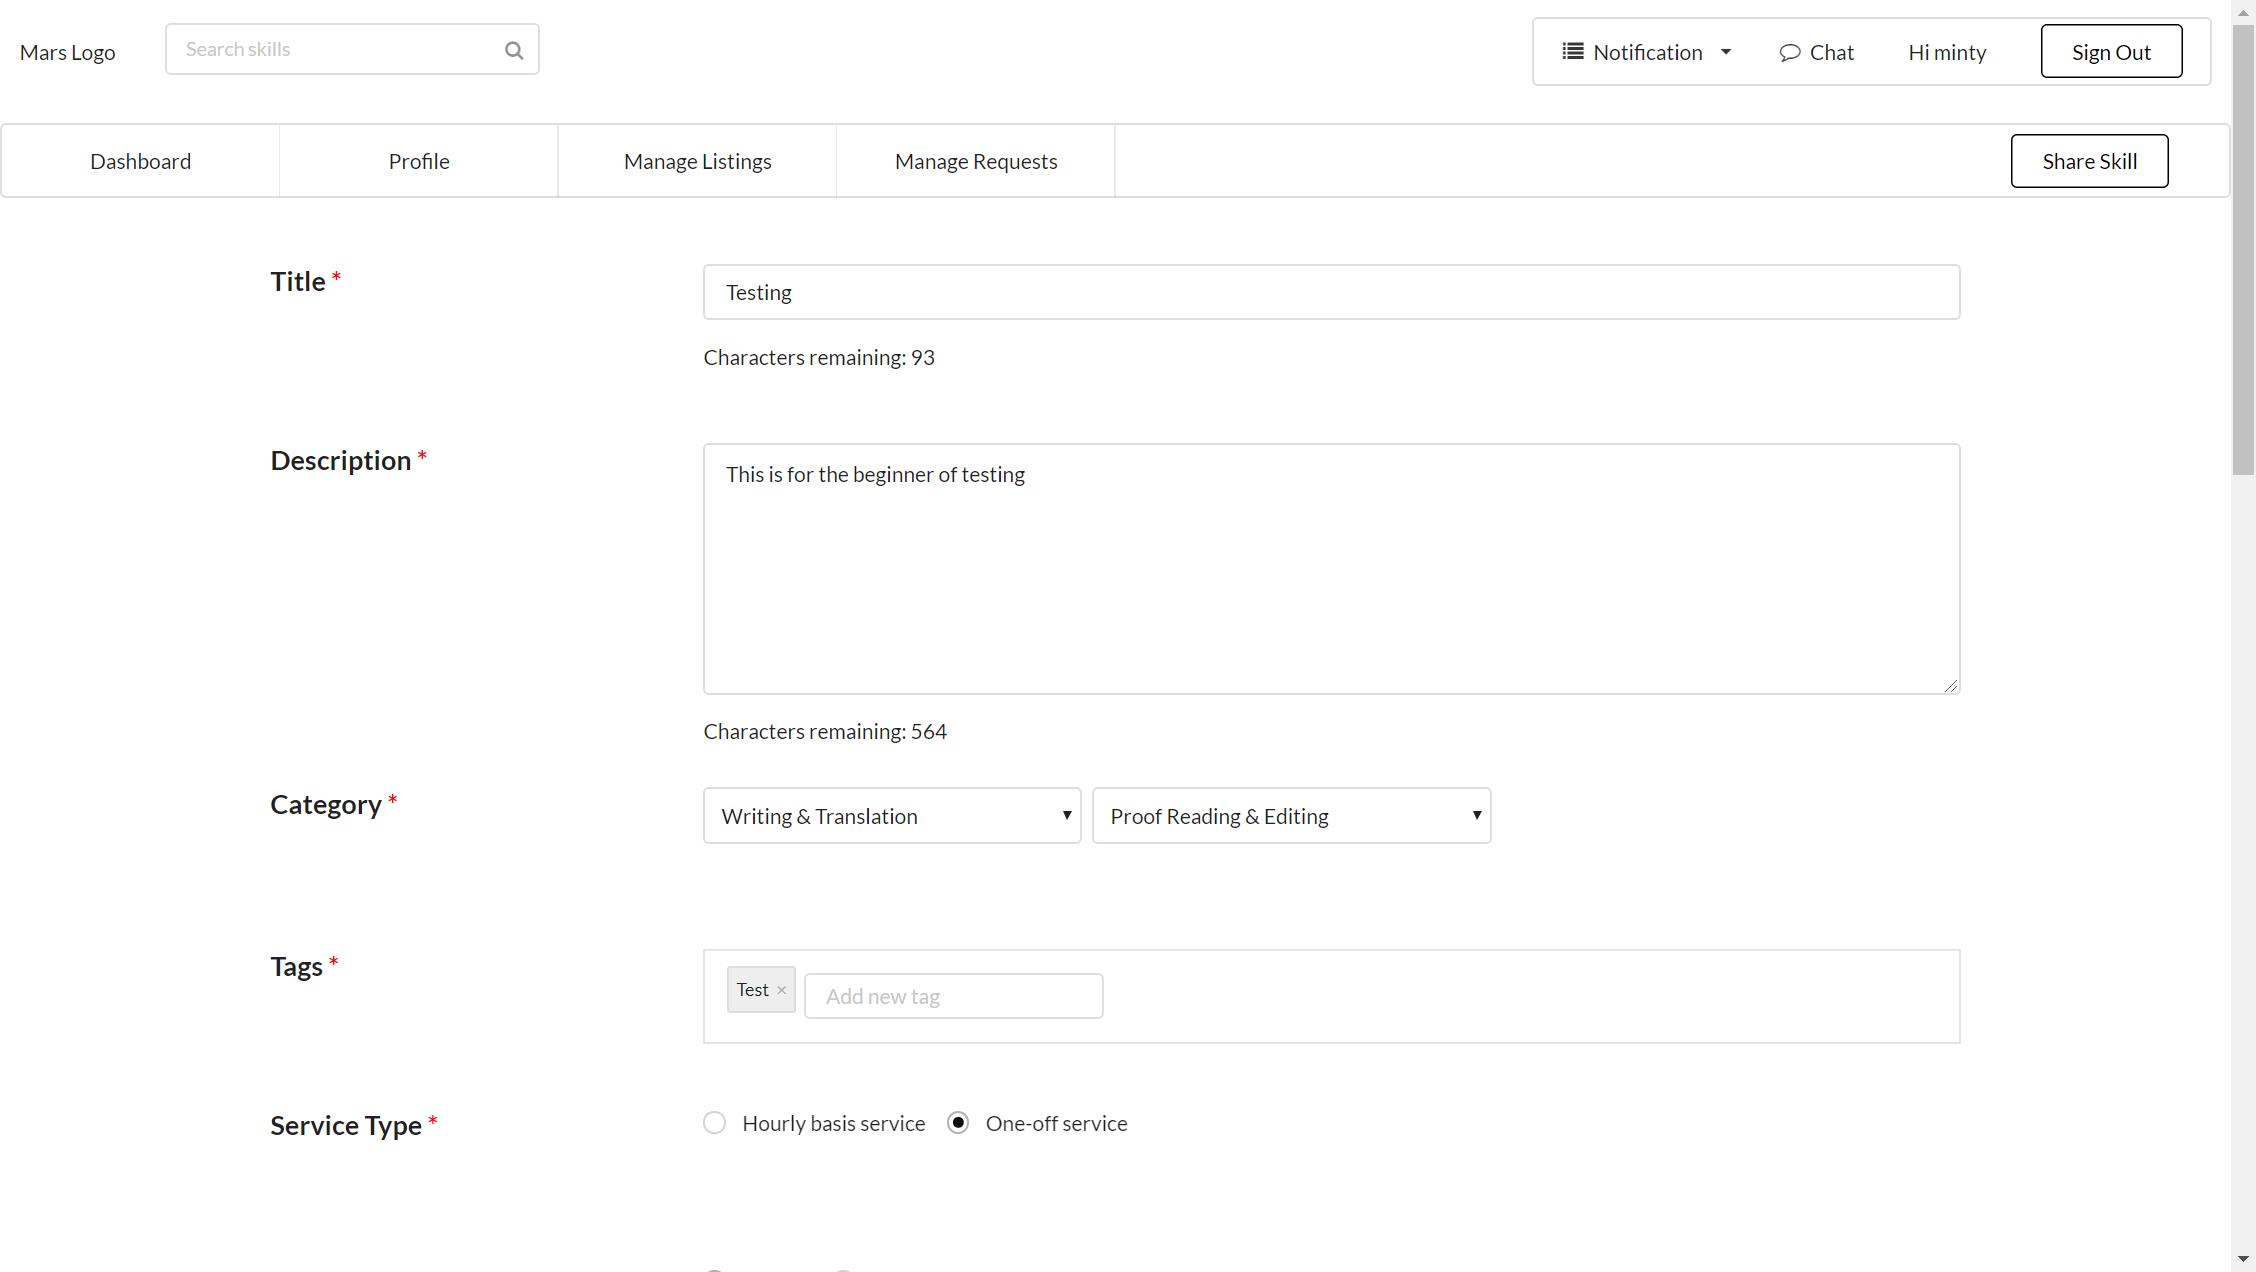 Mars Logo Search skills Notification Chat Hi minty Sign Out
Dashboard Profile Manage Listings Manage Requests Share Skill
Title * Testing
Characters remaining: 93
Description * This is for the beginner of testing
Characters remaining: 564
Category * Writing & Translation Proof Reading & Editing
Tags * Test × Add new tag
Service Type * Hourly basis service One-off service